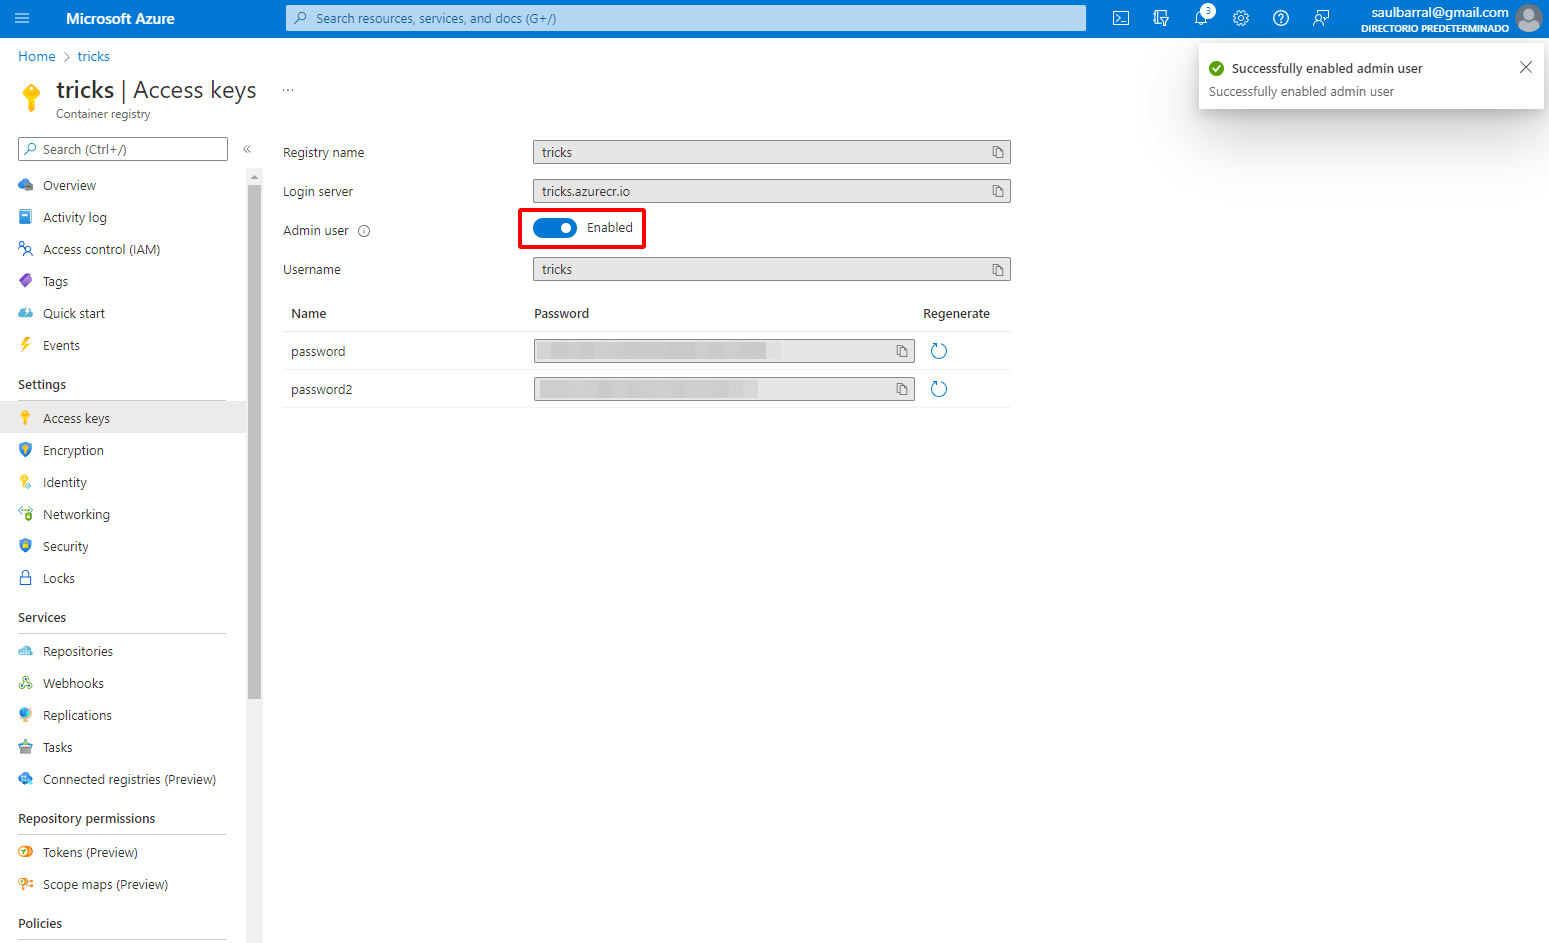 Microsoft Azure
Search resources, services, and docs (G+/)
3
saulbarral@gmail.com
DIRECTORIO PREDETERMINADO
Home > tricks
Successfully enabled admin user
Successfully enabled admin user
tricks | Access keys ...
Container registry
Search (Ctrl+/)
«
Overview
Activity log
Access control (IAM)
Tags
Quick start
Events
Settings
Access keys
Encryption
Identity
Networking
Security
Locks
Services
Repositories
Webhooks
Replications
Tasks
Connected registries (Preview)
Repository permissions
Tokens (Preview)
Scope maps (Preview)
Policies
Registry name tricks
Login server tricks.azurecr.io
Admin user Enabled
Username tricks
Name Password Regenerate
password
password2